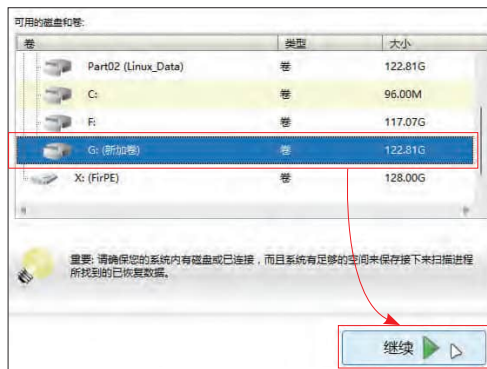 可用的磁盘和卷:
卷 类型 大小
Part02 (Linux_Data) 卷 122.81G
C: 卷 96.00M
F: 卷 117.07G
G: (新加卷) 卷 122.81G
X: (FirPE) 卷 128.00G
重要: 请确保您的系统内有磁盘或已连接，而且系统有足够的空间来保存接下来扫描进程
所找到的已恢复数据。
继续